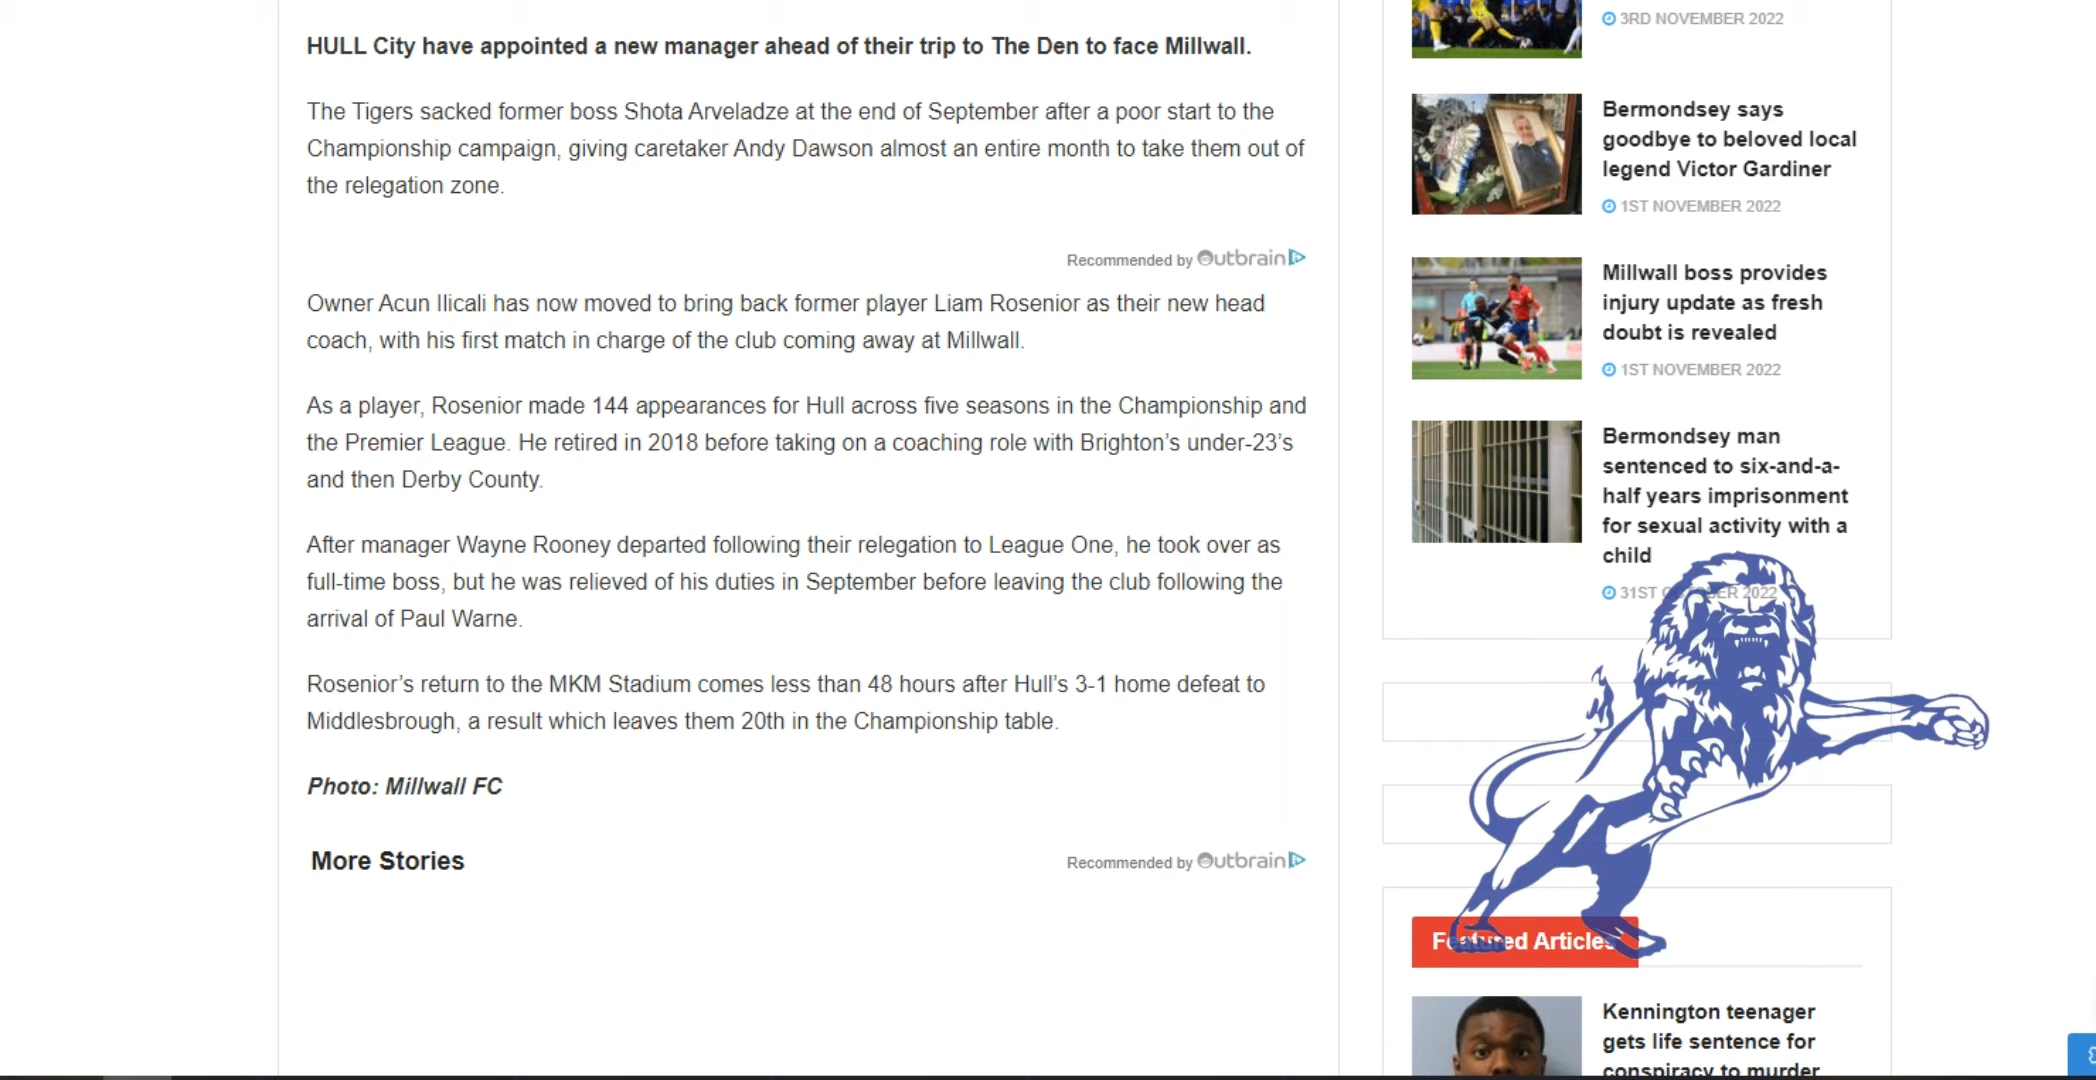 HULL City have appointed a new manager ahead of their trip to The Den to face Millwall.
The Tigers sacked former boss Shota Arveladze at the end of September after a poor start to the
Championship campaign, giving caretaker Andy Dawson almost an entire month to take them out of
the relegation zone.
Recommended by Outbrain
Owner Acun Ilicali has now moved to bring back former player Liam Rosenior as their new head
coach, with his first match in charge of the club coming away at Millwall.
As a player, Rosenior made 144 appearances for Hull across five seasons in the Championship and
the Premier League. He retired in 2018 before taking on a coaching role with Brighton’s under-23’s
and then Derby County.
After manager Wayne Rooney departed following their relegation to League One, he took over as
full-time boss, but he was relieved of his duties in September before leaving the club following the
arrival of Paul Warne.
Rosenior’s return to the MKM Stadium comes less than 48 hours after Hull’s 3-1 home defeat to
Middlesbrough, a result which leaves them 20th in the Championship table.
Photo: Millwall FC
More Stories
Recommended by Outbrain
3RD NOVEMBER 2022
Bermondsey says
goodbye to beloved local
legend Victor Gardiner
1ST NOVEMBER 2022
Millwall boss provides
injury update as fresh
doubt is revealed
1ST NOVEMBER 2022
Bermondsey man
sentenced to six-and-a-
half years imprisonment
for sexual activity with a
child
31ST OCTOBER 2022
Featured Articles
Kennington teenager
gets life sentence for
conspiracy to murder